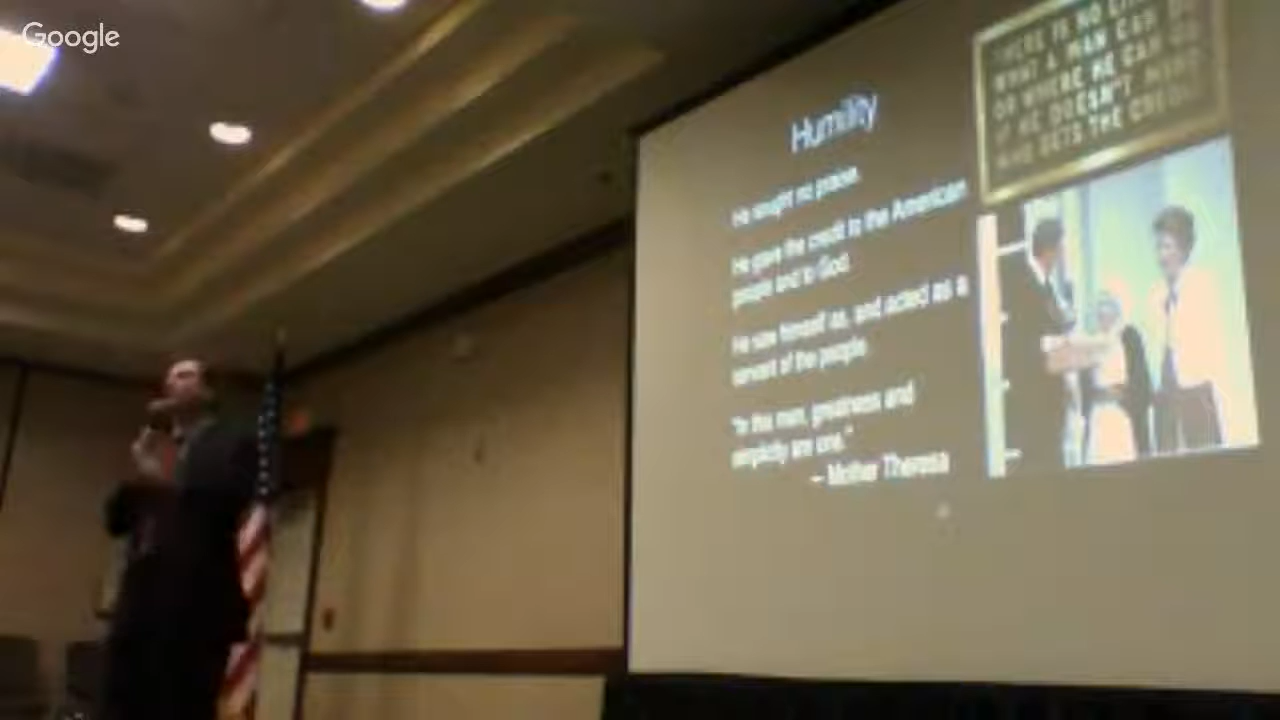 Google
Humility
He sought no praise.
He gave the credit to the American
people and to God.
He saw himself as, and acted as a
servant of the people.
"In this man, greatness and
simplicity are one."
– Mother Theresa
THERE IS NO LIMIT
WHAT A MAN CAN DO
OR WHERE HE CAN GO
IF HE DOESN'T MIND
WHO GETS THE CREDIT